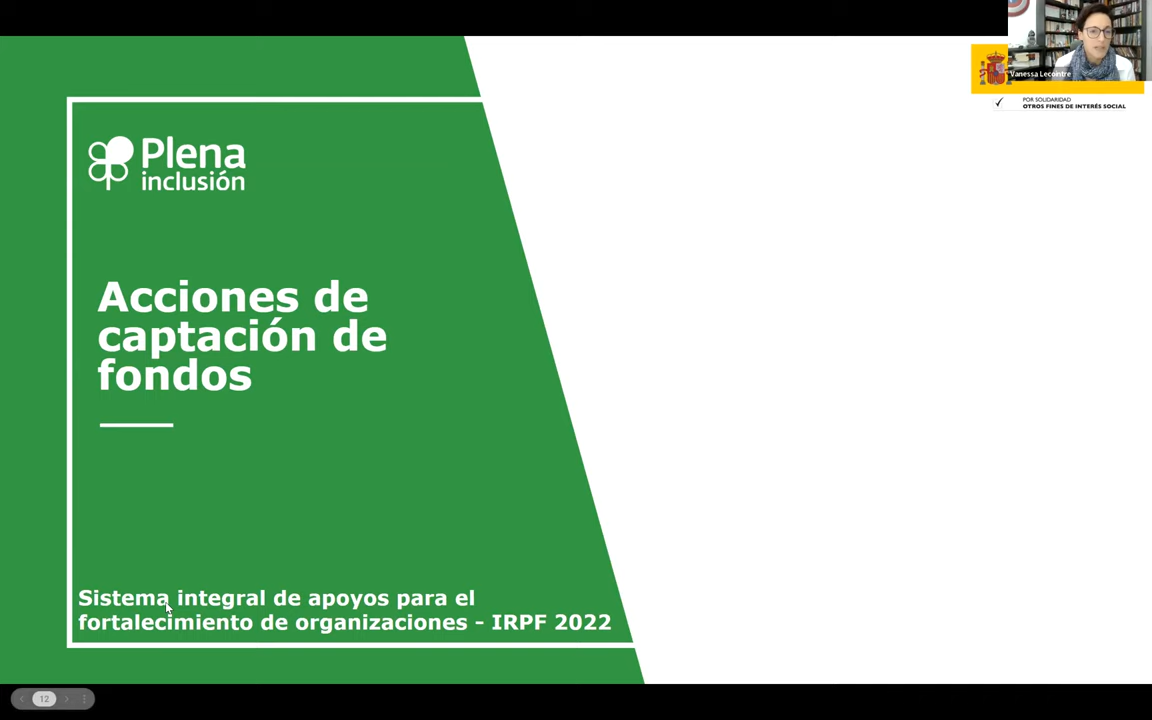 Vanessa Lecointre
POR SOLIDARIDAD
OTROS FINES DE INTERÉS SOCIAL
Plena
inclusión
Acciones de
captación de
fondos
Sistema integral de apoyos para el
fortalecimiento de organizaciones - IRPF 2022
12